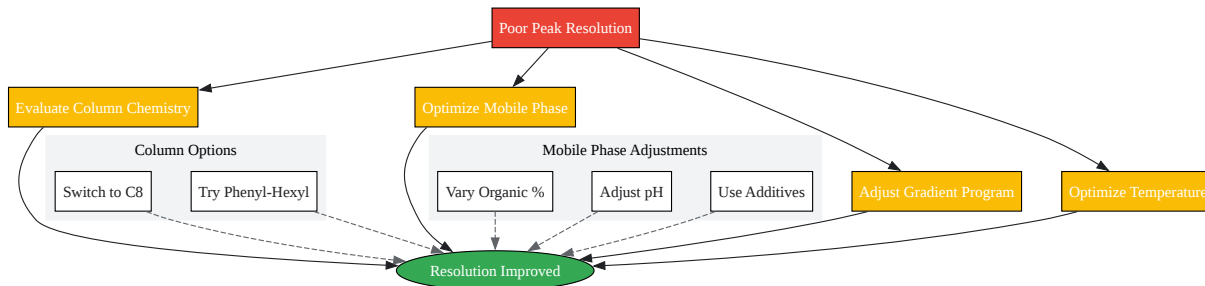 Poor Peak Resolution
Evaluate Column Chemistry
Optimize Mobile Phase
Column Options
Mobile Phase Adjustments
Switch to C8
Try Phenyl-Hexyl
Vary Organic %
Adjust pH
Use Additives
Adjust Gradient Program
Optimize Temperature
Resolution Improved